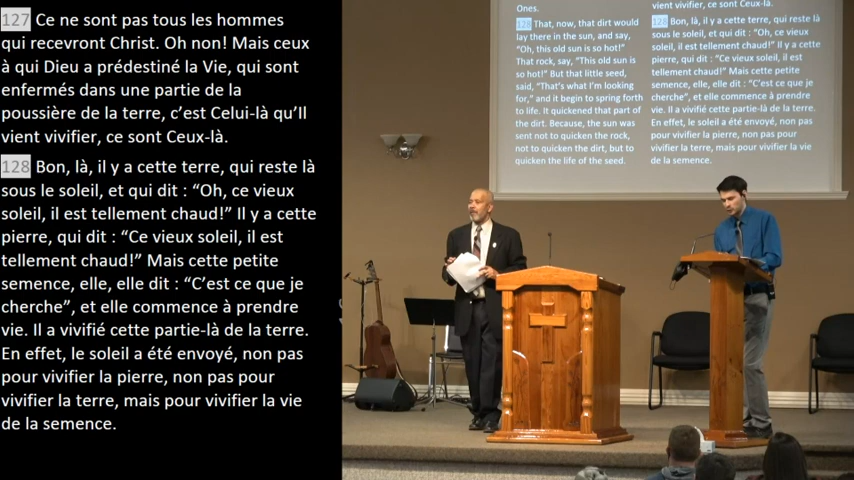 127 Ce ne sont pas tous les hommes
qui recevront Christ. Oh non! Mais ceux
à qui Dieu a prédestiné la Vie, qui sont
enfermés dans une partie de la
poussière de la terre, c’est Celui-là qu’Il
vient vivifier, ce sont Ceux-là.
128 Bon, là, il y a cette terre, qui reste là
sous le soleil, et qui dit : “Oh, ce vieux
soleil, il est tellement chaud!” Il y a cette
pierre, qui dit : “Ce vieux soleil, il est
tellement chaud!” Mais cette petite
semence, elle, elle dit : “C’est ce que je
cherche”, et elle commence à prendre
vie. Il a vivifié cette partie-là de la terre.
En effet, le soleil a été envoyé, non pas
pour vivifier la pierre, non pas pour
vivifier la terre, mais pour vivifier la vie
de la semence.
Ones.
128 That, now, that dirt would
lay there in the sun, and say,
“Oh, this old sun is so hot!”
That rock, say, “This old sun is
so hot!” But that little seed,
said, “That’s what I’m looking
for,” and it begin to spring forth
to life. It quickened that part of
the dirt. Because, the sun was
sent not to quicken the rock,
not to quicken the dirt, but to
quicken the life of the seed.
vient vivifier, ce sont Ceux-là.
128 Bon, là, il y a cette terre, qui reste là
sous le soleil, et qui dit : “Oh, ce vieux
soleil, il est tellement chaud!” Il y a cette
pierre, qui dit : “Ce vieux soleil, il est
tellement chaud!” Mais cette petite
semence, elle, elle dit : “C’est ce que je
cherche”, et elle commence à prendre
vie. Il a vivifié cette partie-là de la terre.
En effet, le soleil a été envoyé, non pas
pour vivifier la pierre, non pas pour
vivifier la terre, mais pour vivifier la vie
de la semence.